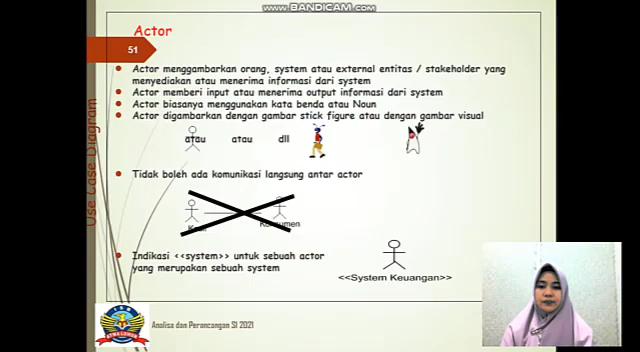 www.BANDICAM.com
Actor
51
Actor menggambarkan orang, system atau external entitas / stakeholder yang
menyediakan atau menerima informasi dari system
Actor memberi input atau menerima output informasi dari system
Actor biasanya menggunakan kata benda atau Noun
Actor digambarkan dengan gambar stick figure atau dengan gambar visual
atau
atau
dll
Use Case Diagram
Tidak boleh ada komunikasi langsung antar actor
Indikasi <<system>> untuk sebuah actor
yang merupakan sebuah system
<<System Keuangan>>
Analisa dan Perancangan SI 2021